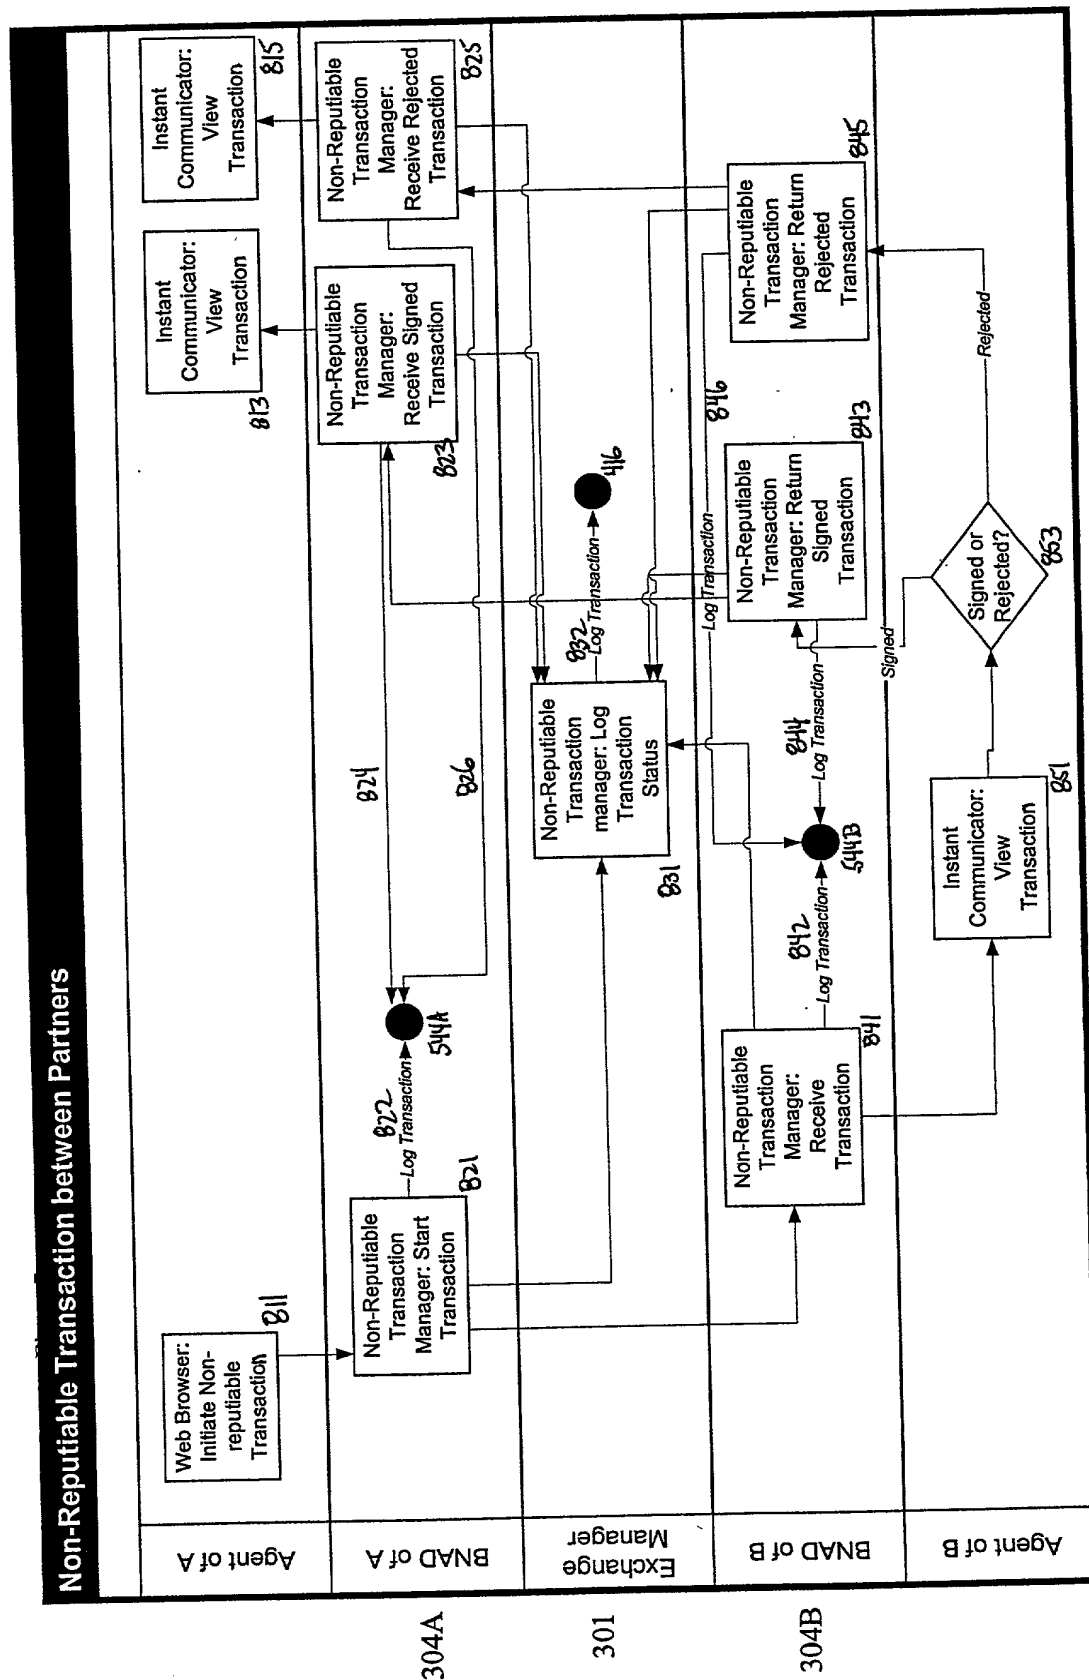 Non-Reputiable Transaction between Partners
Agent of A
Web Browser:
Initiate Non-
reputiable
Transaction
811
Instant
Communicator:
View
Transaction
813
Instant
Communicator:
View
Transaction
815
304A
BNAD of A
Non-Reputiable
Transaction
Manager: Start
Transaction
821
822
Log Transaction
544A
824
826
Non-Reputiable
Transaction
Manager:
Receive Signed
Transaction
823
Non-Reputiable
Transaction
Manager:
Receive Rejected
Transaction
825
301
Exchange
Manager
Non-Reputiable
Transaction
manager: Log
Transaction
Status
831
832
Log Transaction
416
304B
BNAD of B
Non-Reputiable
Transaction
Manager:
Receive
Transaction
841
842
Log Transaction
544B
844
Log Transaction
Log Transaction
846
Non-Reputiable
Transaction
Manager: Return
Signed
Transaction
843
Non-Reputiable
Transaction
Manager: Return
Rejected
Transaction
845
Agent of B
Instant
Communicator:
View
Transaction
851
Signed
Signed or
Rejected?
853
Rejected